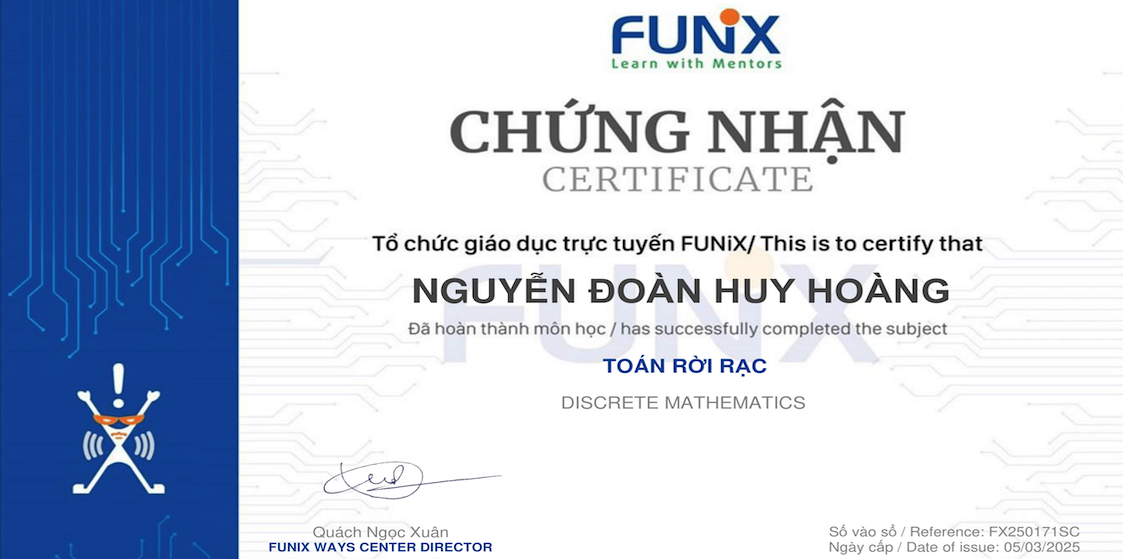 FUNiX
Learn with Mentors
CHỨNG NHẬN
CERTIFICATE
Tổ chức giáo dục trực tuyến FUNiX/ This is to certify that
NGUYỄN ĐOÀN HUY HOÀNG
Đã hoàn thành môn học / has successfully completed the subject
TOÁN RỜI RẠC
DISCRETE MATHEMATICS
Quách Ngọc Xuân
FUNIX WAYS CENTER DIRECTOR
Số vào sổ / Reference: FX250171SC
Ngày cấp / Date of issue: 05/03/2025